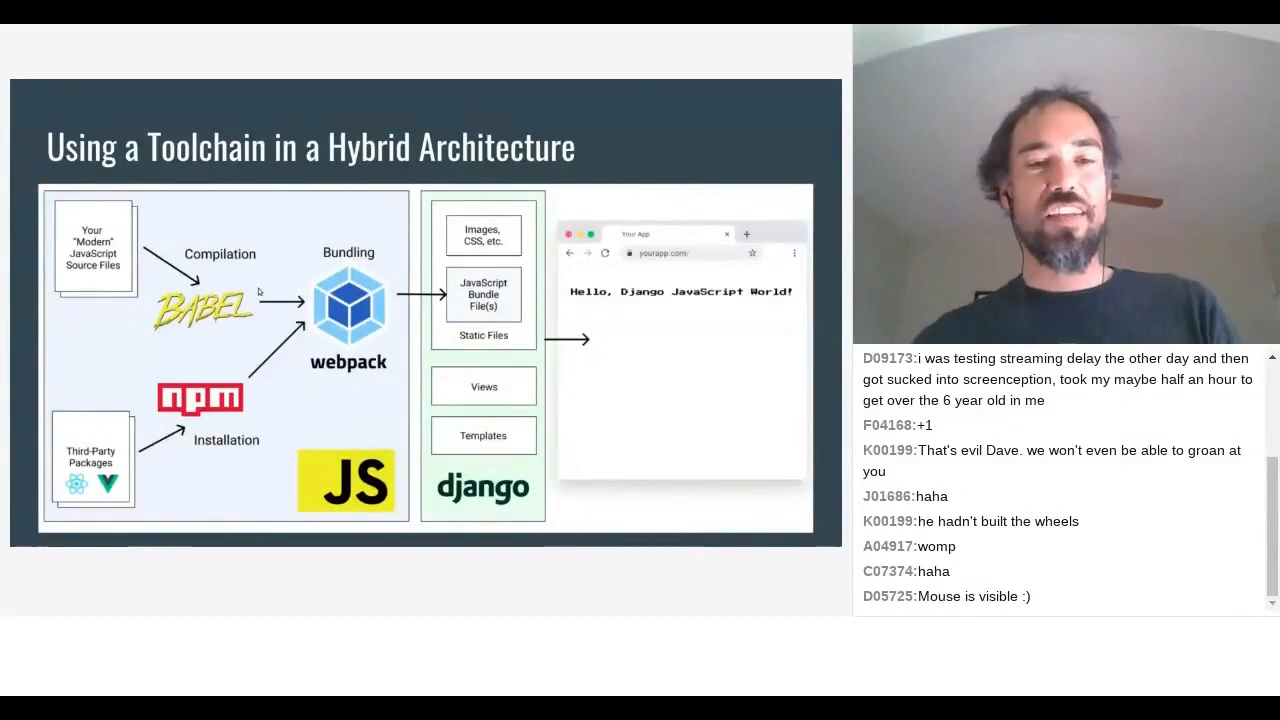 Using a Toolchain in a Hybrid Architecture
Your
"Modern"
JavaScript
Source Files
Compilation
BABEL
Bundling
webpack
npm
Installation
Third-Party
Packages
JS
Images,
CSS, etc.
JavaScript
Bundle
File(s)
Static Files
Views
Templates
django
Your App
yourapp.com/
Hello, Django JavaScript World!
D09173:i was testing streaming delay the other day and then
got sucked into screenception, took my maybe half an hour to
get over the 6 year old in me
F04168:+1
K00199:That's evil Dave. we won't even be able to groan at
you
J01686:haha
K00199:he hadn't built the wheels
A04917:womp
C07374:haha
D05725:Mouse is visible :)